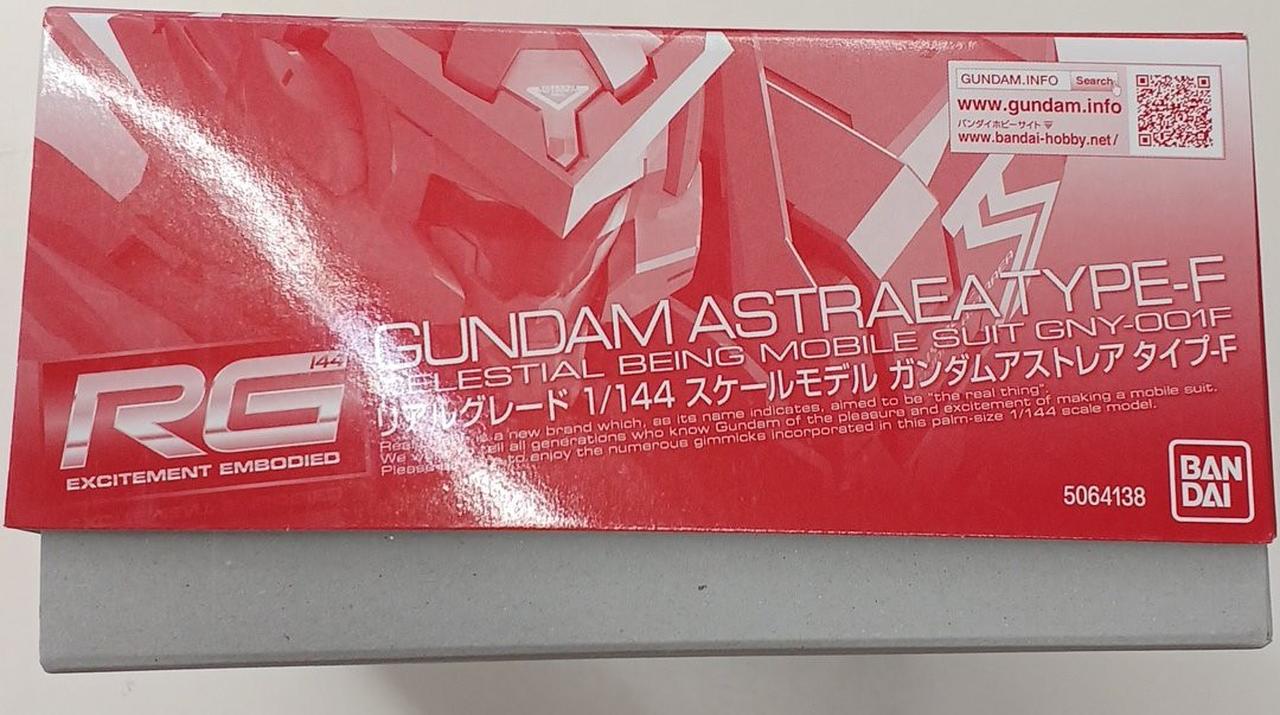 GUNDAM.INFO Search
www.gundam.info
バンダイホビーサイト
www.bandai-hobby.net/
GUNDAM ASTRAEA TYPE-F
CELESTIAL BEING MOBILE SUIT GNY-001F
リアルグレード 1/144 スケールモデル ガンダムアストレア タイプ-F
is a new brand which, as its name indicates, aimed to be "the real thing".
We tell all generations who know Gundam of the pleasure and excitement of making a mobile suit.
Please to enjoy the numerous gimmicks incorporated in this palm-size 1/144 scale model.
RG
1/44
EXCITEMENT EMBODIED
5064138
BAN
DAI